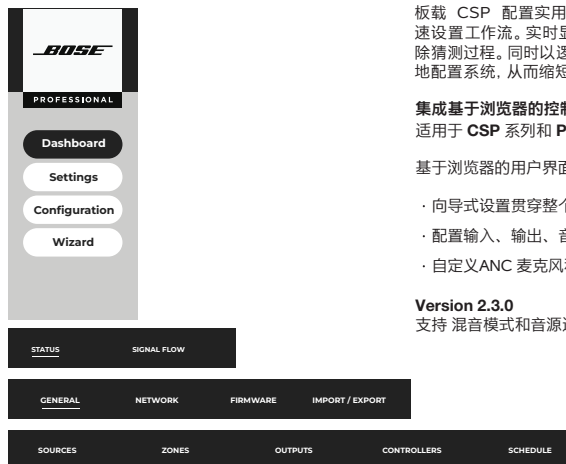 BOSE
PROFESSIONAL
Dashboard
Settings
Configuration
Wizard
板载 CSP 配置实用
速设置工作流。实时显
除猜测过程。同时以逐
地配置系统, 从而缩短
集成基于浏览器的控制
适用于 CSP 系列和 P
基于浏览器的用户界面
· 向导式设置贯穿整个
· 配置输入、输出、音
· 自定义ANC 麦克风
Version 2.3.0
支持 混音模式和音源
STATUS SIGNAL FLOW
GENERAL NETWORK FIRMWARE IMPORT / EXPORT
SOURCES ZONES OUTPUTS CONTROLLERS SCHEDULE